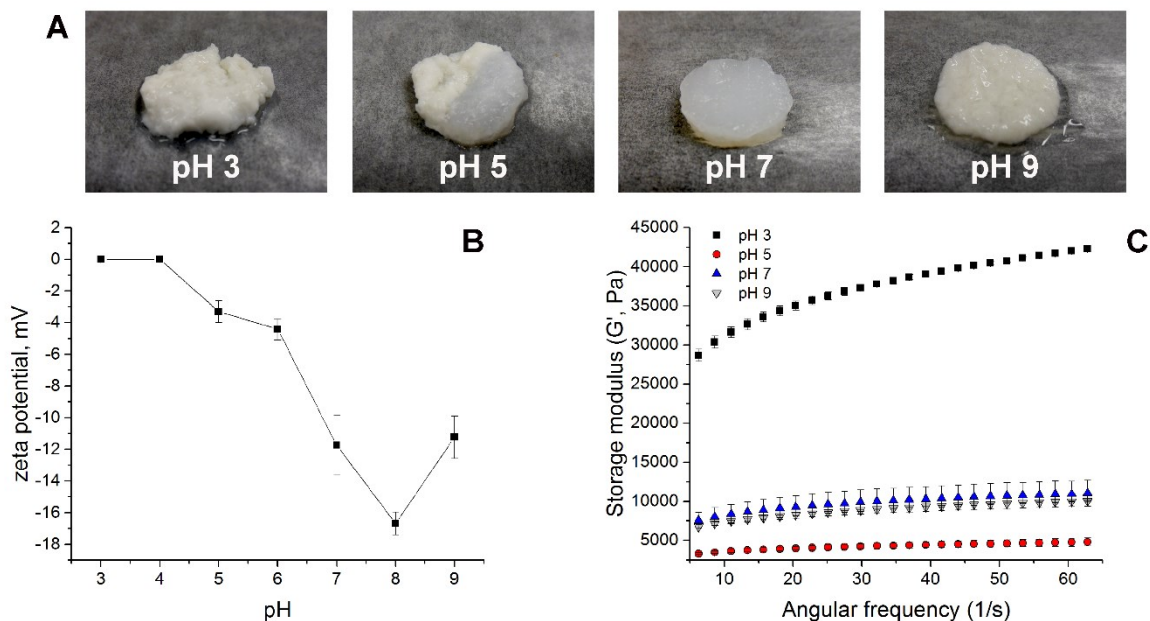 A
pH 3
pH 5
pH 7
pH 9
B
zeta potential, mV
2
0
-2
-4
-6
-8
-10
-12
-14
-16
-18
3 4 5 6 7 8 9
pH
C
pH 3
pH 5
pH 7
pH 9
Storage modulus (G', Pa)
45000
40000
35000
30000
25000
20000
15000
10000
5000
10 20 30 40 50 60
Angular frequency (1/s)